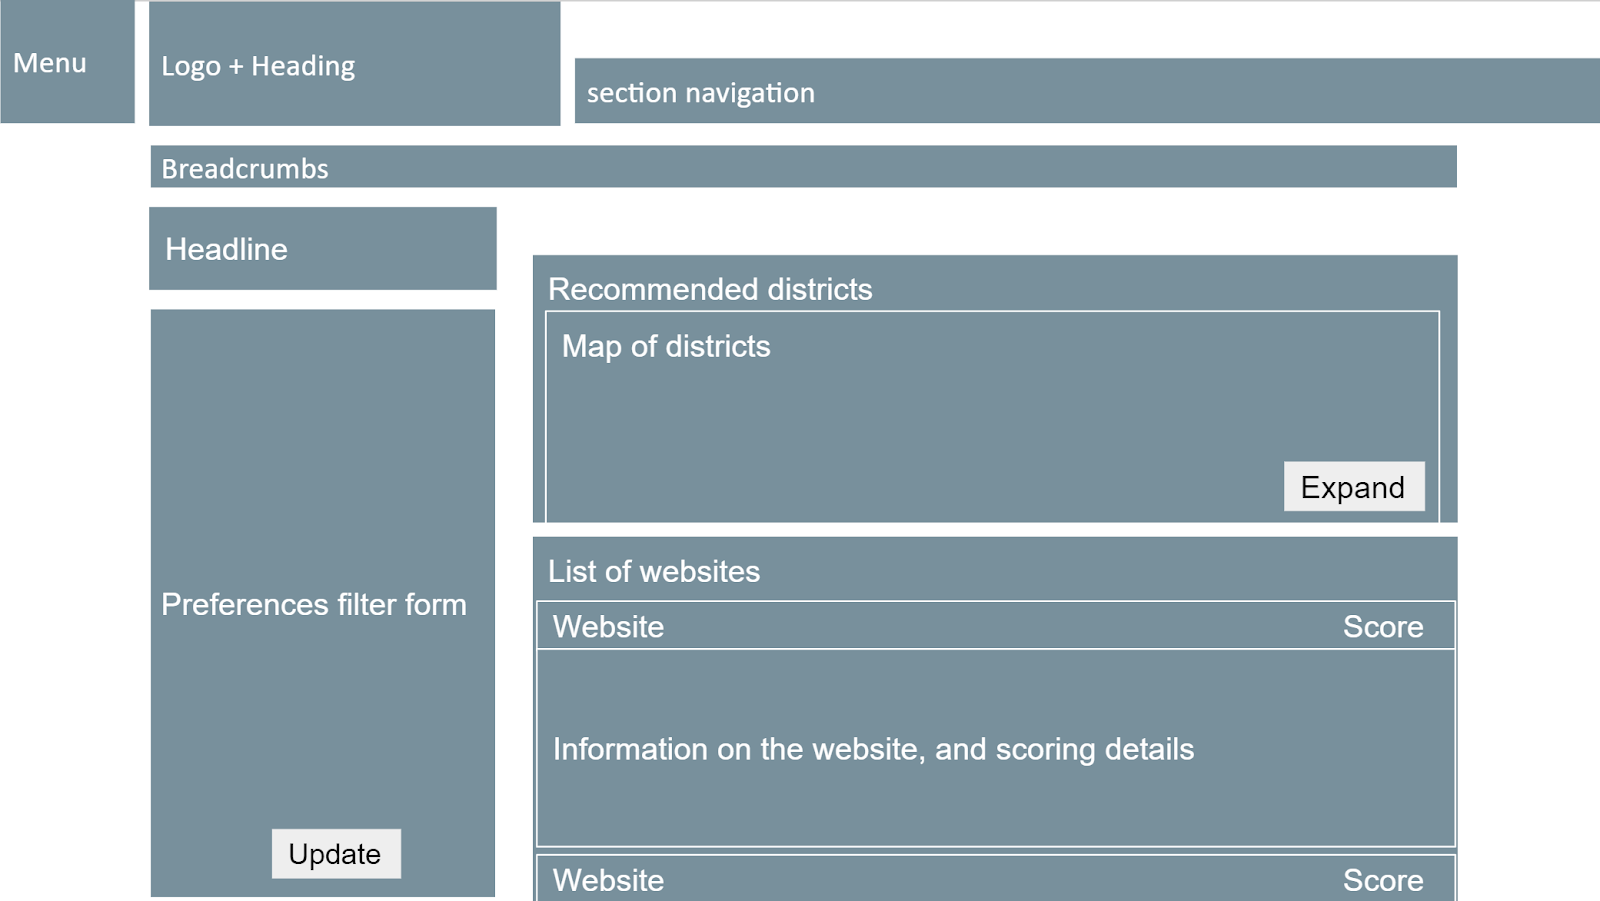 Menu
Logo + Heading
section navigation
Breadcrumbs
Headline
Preferences filter form
Update
Recommended districts
Map of districts
Expand
List of websites
Website Score
Information on the website, and scoring details
Website Score